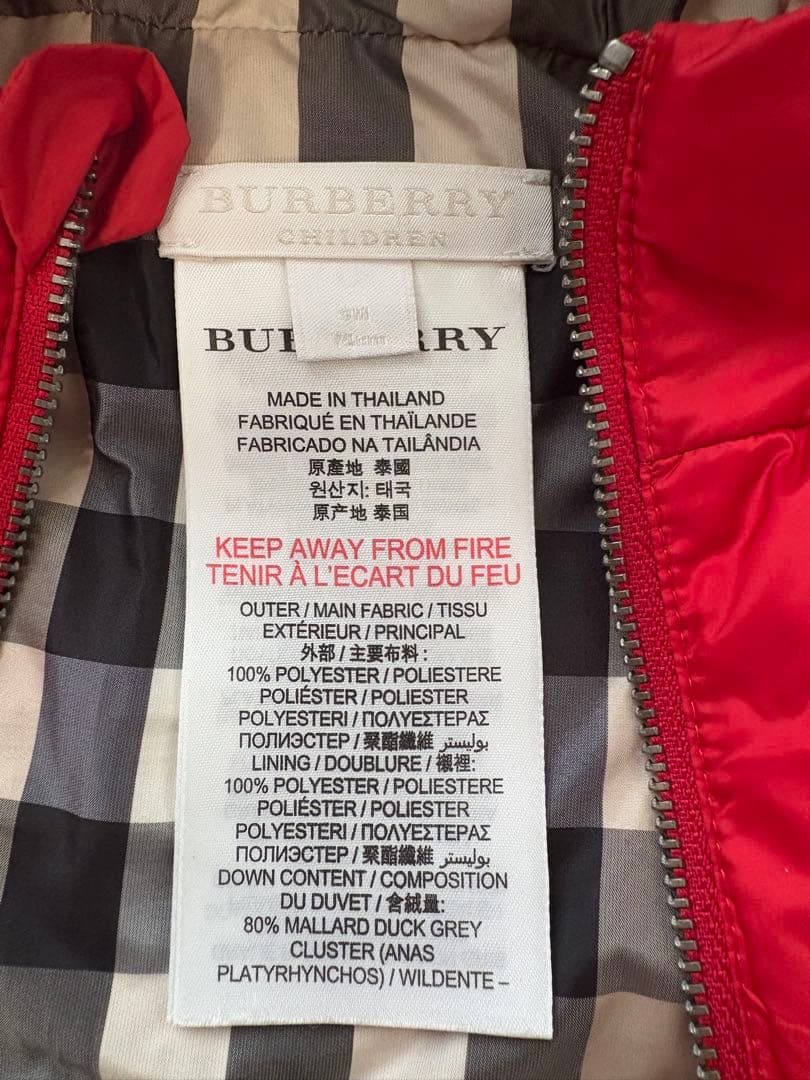 BURBERRY
CHILDREN
BU RRY
MADE IN THAILAND
FABRIQUÉ EN THAÏLANDE
FABRICADO NA TAILÂNDIA
原產地 泰國
원산지: 태국
原产地 泰国
KEEP AWAY FROM FIRE
TENIR À L'ECART DU FEU
OUTER / MAIN FABRIC / TISSU
EXTÉRIEUR / PRINCIPAL
外部 / 主要布料 :
100% POLYESTER / POLIESTERE
POLIÉSTER / POLIESTER
POLYESTERI / ΠΟΛΥΕΣΤΕΡΑΣ
ПОЛИЭСТЕР / 聚酯纖維 بوليستر
LINING / DOUBLURE / 襯裡:
100% POLYESTER / POLIESTERE
POLIÉSTER / POLIESTER
POLYESTERI / ΠΟΛΥΕΣΤΕΡΑΣ
ПОЛИЭСТЕР / 聚酯纖維 بوليستر
DOWN CONTENT / COMPOSITION
DU DUVET / 含絨量:
80% MALLARD DUCK GREY
CLUSTER (ANAS
PLATYRHYNCHOS) / WILDENTE –